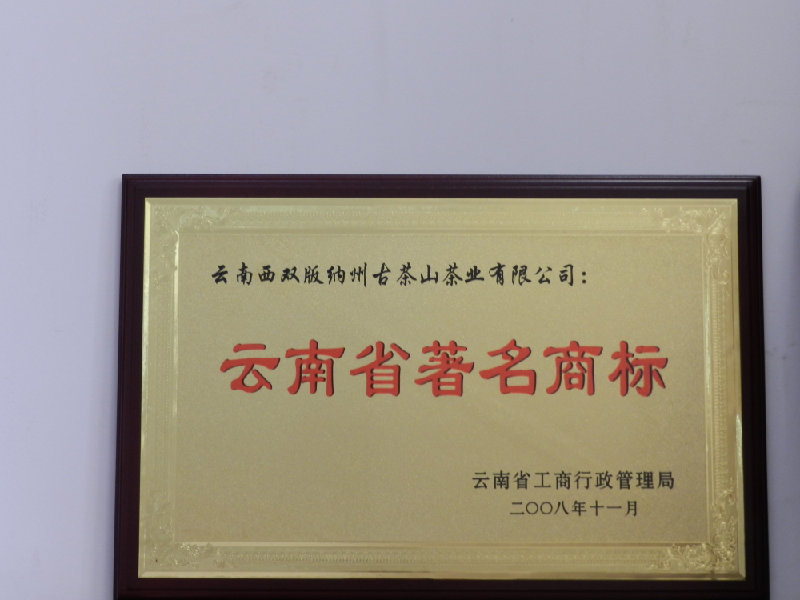 云南西双版纳州古茶山茶业有限公司：
云南省著名商标
云南省工商行政管理局
二〇〇八年十一月